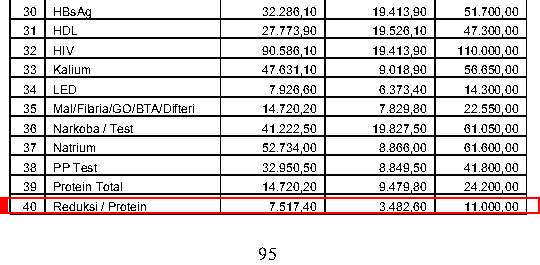 30 HBsAg 32.286,10 19.413,90 51.700,00
31 HDL 27.773,90 19.526,10 47.300,00
32 HIV 90.586,10 19.413,90 110.000,00
33 Kalium 47.631,10 9.018,90 56.650,00
34 LED 7.926,60 6.373,40 14.300,00
35 Mal/Filaria/GO/BTA/Difteri 14.720,20 7.829,80 22.550,00
36 Narkoba / Test 41.222,50 19.827,50 61.050,00
37 Natrium 52.734,00 8.866,00 61.600,00
38 PP Test 32.950,50 8.849,50 41.800,00
39 Protein Total 14.720,20 9.479,80 24.200,00
40 Reduksi / Protein 7.517,40 3.482,60 11.000,00
95